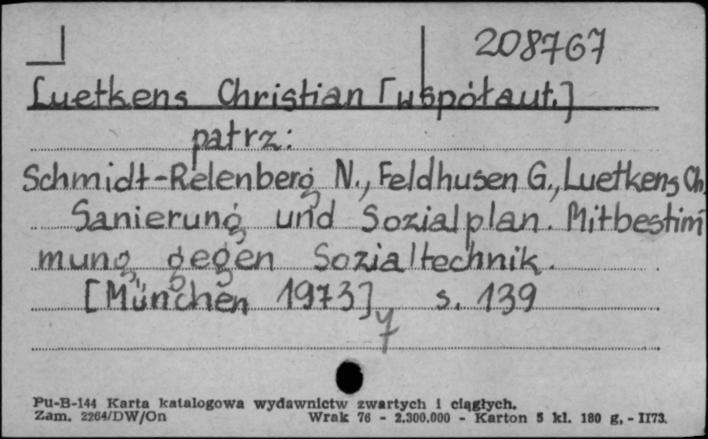 208767
Luetkens Christian [współaut.]
patrz:
Schmidt-Relenberg N., Feldhusen G., Luetkens Ch.
Sanierung und Sozialplan. Mitbestim
mung gegen Sozialtechnik.
[München 1973] s. 139
y
Pu-B-144 Karta katalogowa wydawnictw zwartych i ciągłych.
Zam. 2264/DW/On Wrak 76 - 2.300.000 - Karton 5 kl. 180 g. - II73.